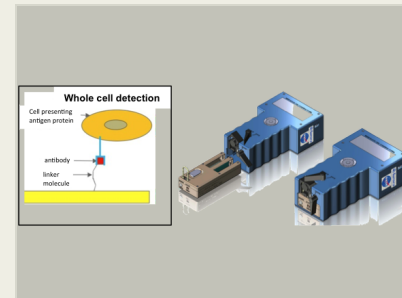 Whole cell detection
Cell presenting
antigen protein
antibody
linker
molecule